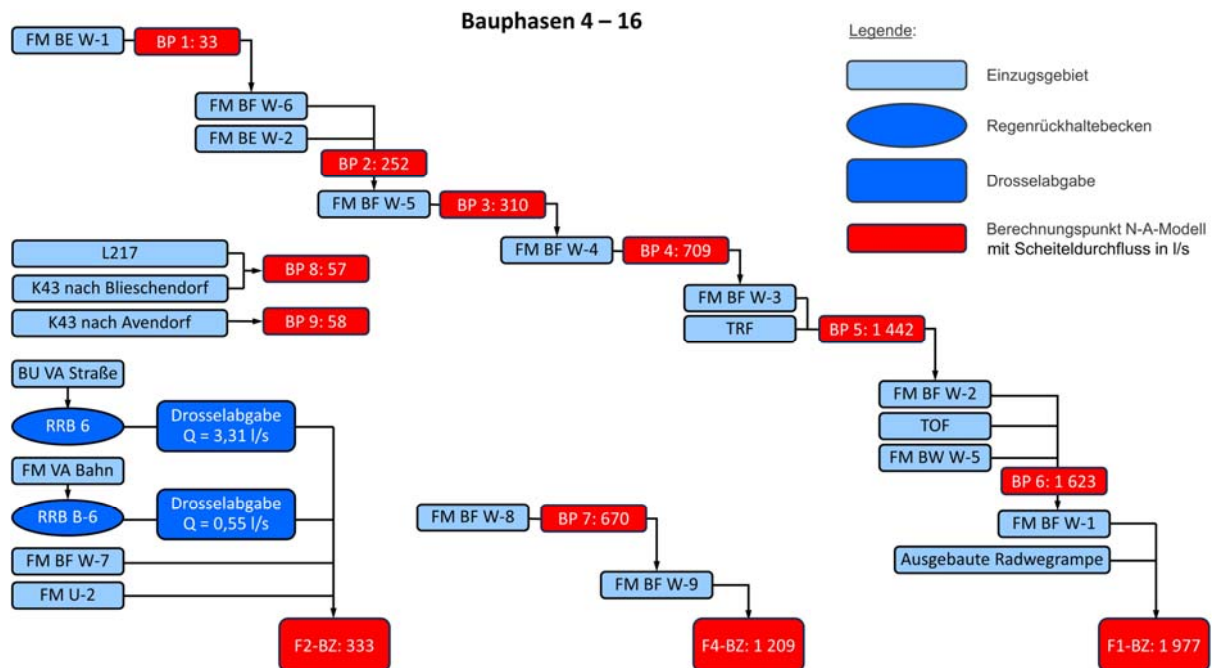 Bauphasen 4 – 16
Legende:
Einzugsgebiet
Regenrückhaltebecken
Drosselabgabe
Berechnungspunkt N-A-Modell
mit Scheiteldurchfluss in l/s
FM BE W-1
BP 1: 33
FM BF W-6
FM BE W-2
BP 2: 252
FM BF W-5
BP 3: 310
FM BF W-4
BP 4: 709
FM BF W-3
TRF
BP 5: 1 442
FM BF W-2
TOF
FM BW W-5
BP 6: 1 623
FM BF W-1
Ausgebaute Radwegrampe
F1-BZ: 1 977
L217
K43 nach Blieschendorf
BP 8: 57
K43 nach Avendorf
BP 9: 58
BU VA Straße
RRB 6
Drosselabgabe
Q = 3,31 l/s
FM VA Bahn
RRB B-6
Drosselabgabe
Q = 0,55 l/s
FM BF W-7
FM U-2
F2-BZ: 333
FM BF W-8
BP 7: 670
FM BF W-9
F4-BZ: 1 209